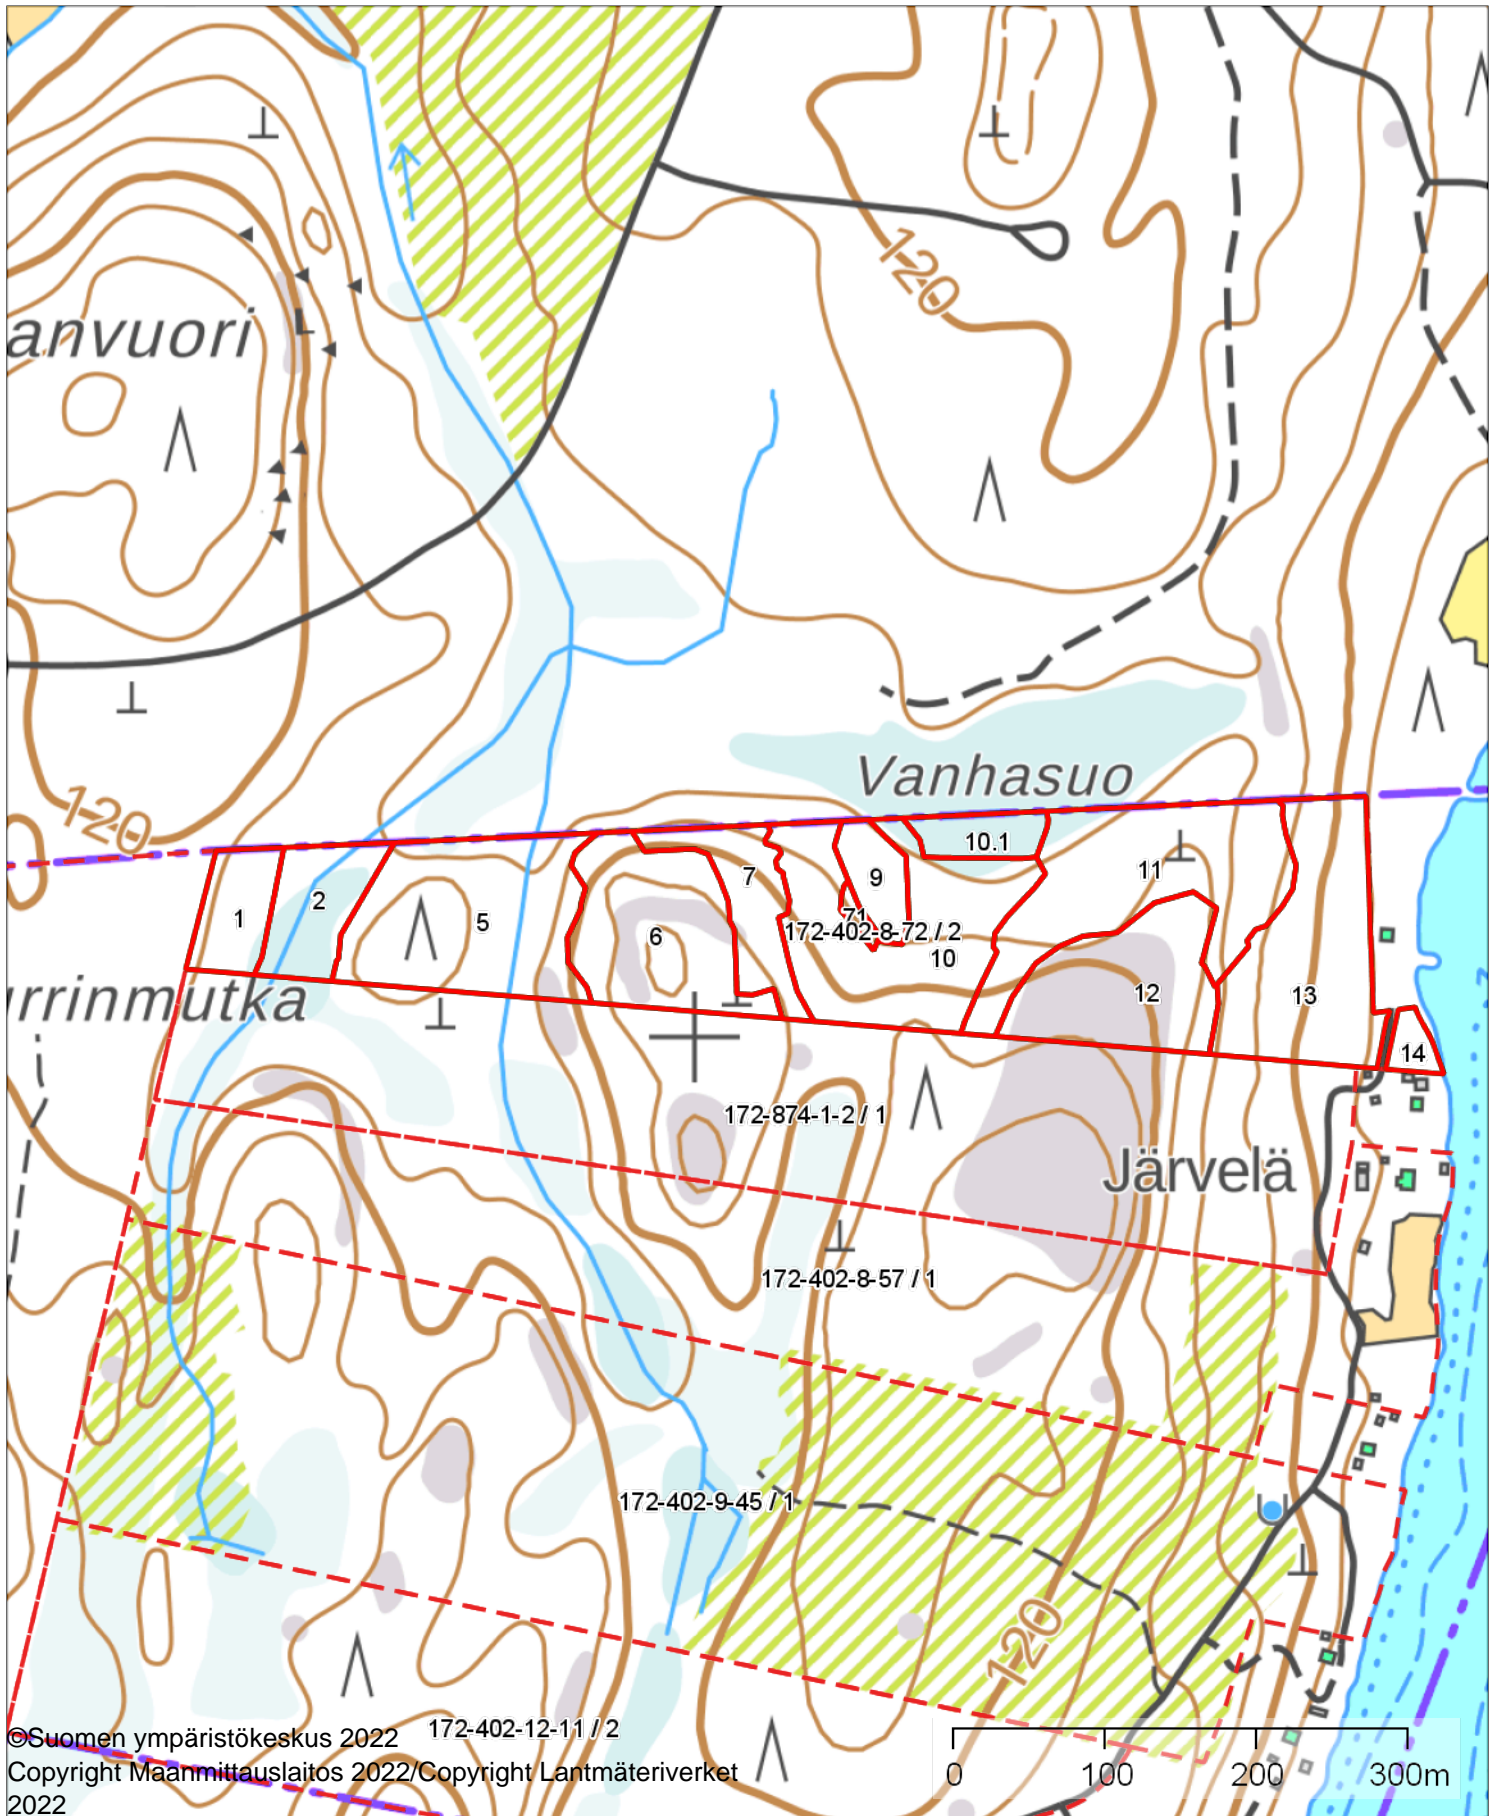 120
anvuori
Vanhasuo
120
10.1
11
7
9
2
1
5
71
172-402-8-72 / 2
6
10
12
13
rrinmutka
14
172-874-1-2 / 1
Järvelä
172-402-8-57 / 1
172-402-9-45 / 1
120
172-402-12-11 / 2
©Suomen ympäristökeskus 2022
Copyright Maanmittauslaitos 2022/Copyright Lantmäteriverket
2022
0 100 200 300m